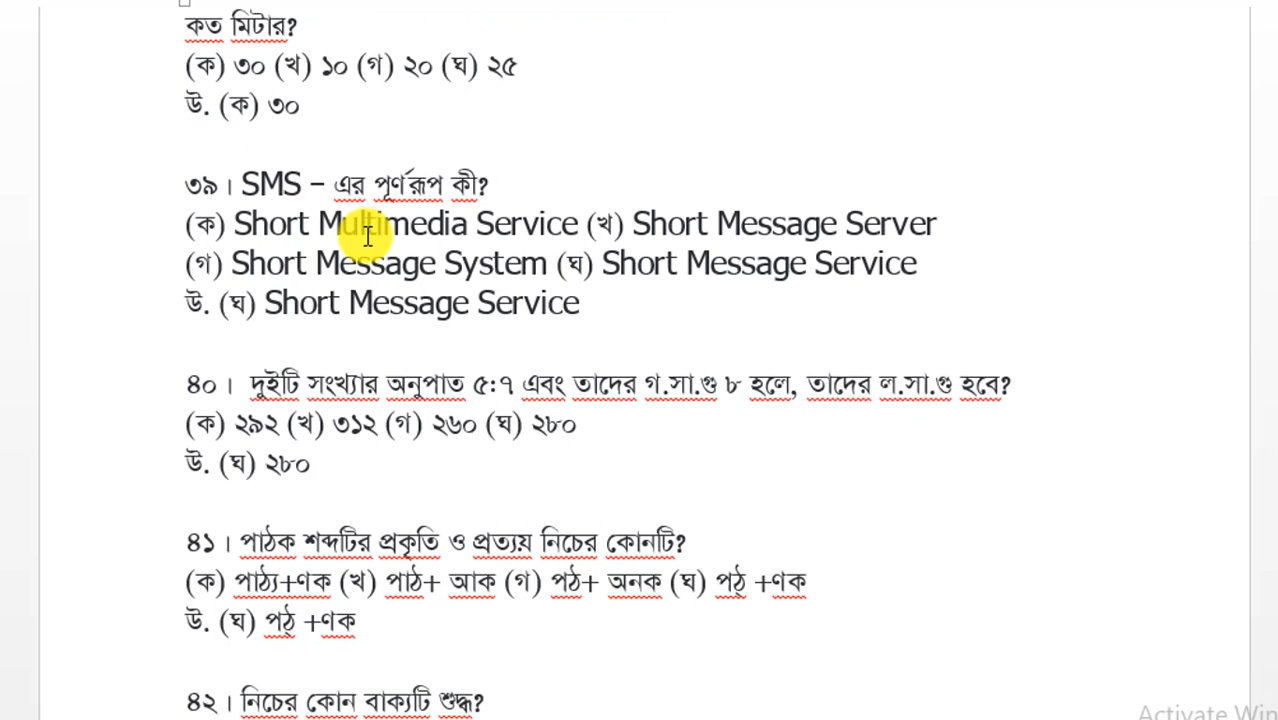 কত মিটার?
(ক) ৩০ (খ) ১০ (গ) ২০ (ঘ) ২৫
উ. (ক) ৩০
৩৯। SMS – এর পূর্ণরূপ কী?
(ক) Short Multimedia Service (খ) Short Message Server
(গ) Short Message System (ঘ) Short Message Service
উ. (ঘ) Short Message Service
৪০। দুইটি সংখ্যার অনুপাত ৫:৭ এবং তাদের গ.সা.গু ৮ হলে, তাদের ল.সা.গু হবে?
(ক) ২৯২ (খ) ৩১২ (গ) ২৬০ (ঘ) ২৮০
উ. (ঘ) ২৮০
৪১। পাঠক শব্দটির প্রকৃতি ও প্রত্যয় নিচের কোনটি?
(ক) পাঠ্য+ণক (খ) পাঠ+ আক (গ) পঠ+ অনক (ঘ) পঠ্ +ণক
উ. (ঘ) পঠ্ +ণক
৪২। নিচের কোন বাক্যটি শুদ্ধ?
Activate Win